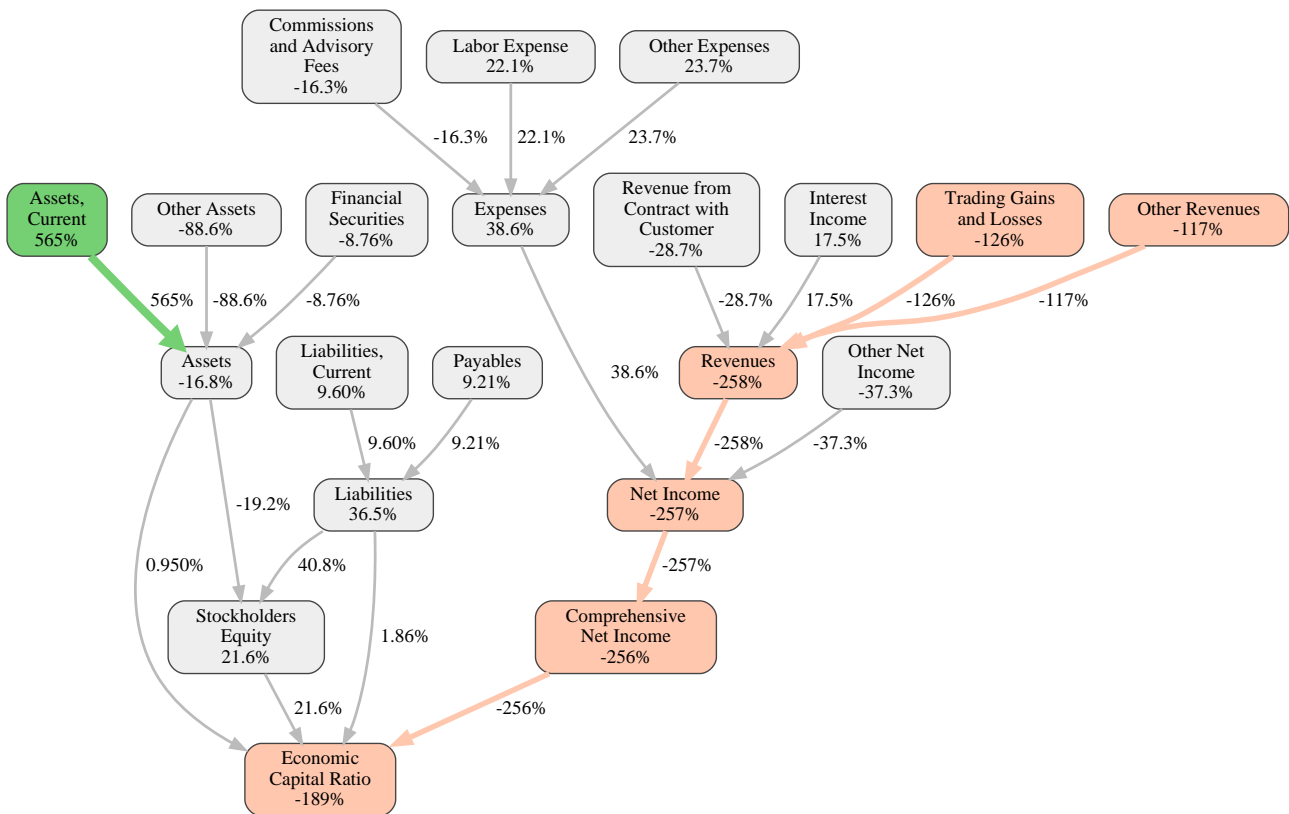 Commissions
and Advisory
Fees
-16.3%
Labor Expense
22.1%
Other Expenses
23.7%
-16.3%
22.1%
23.7%
Assets,
Current
565%
Other Assets
-88.6%
Financial
Securities
-8.76%
Expenses
38.6%
Revenue from
Contract with
Customer
-28.7%
Interest
Income
17.5%
Trading Gains
and Losses
-126%
Other Revenues
-117%
565%
-88.6%
-8.76%
-28.7%
17.5%
-126%
-117%
Assets
-16.8%
Liabilities,
Current
9.60%
Payables
9.21%
38.6%
Revenues
-258%
Other Net
Income
-37.3%
9.60%
9.21%
-258%
-37.3%
-19.2%
Liabilities
36.5%
Net Income
-257%
0.950%
40.8%
-257%
Stockholders
Equity
21.6%
1.86%
Comprehensive
Net Income
-256%
21.6%
-256%
Economic
Capital Ratio
-189%